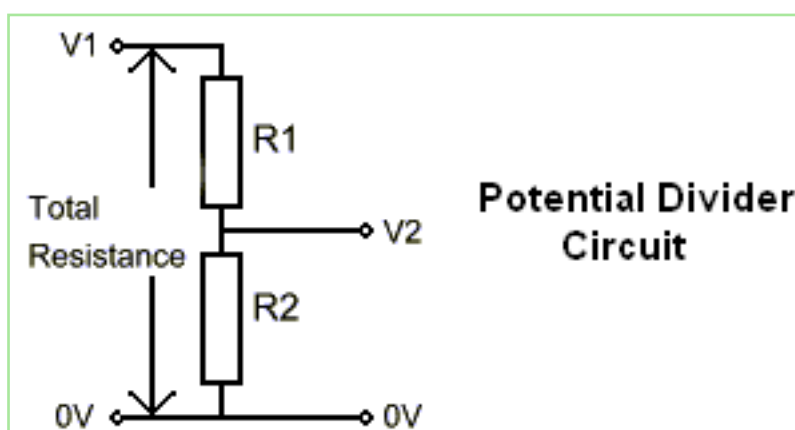 V1
R1
Total
Resistance
V2
R2
0V
0V
Potential Divider
Circuit